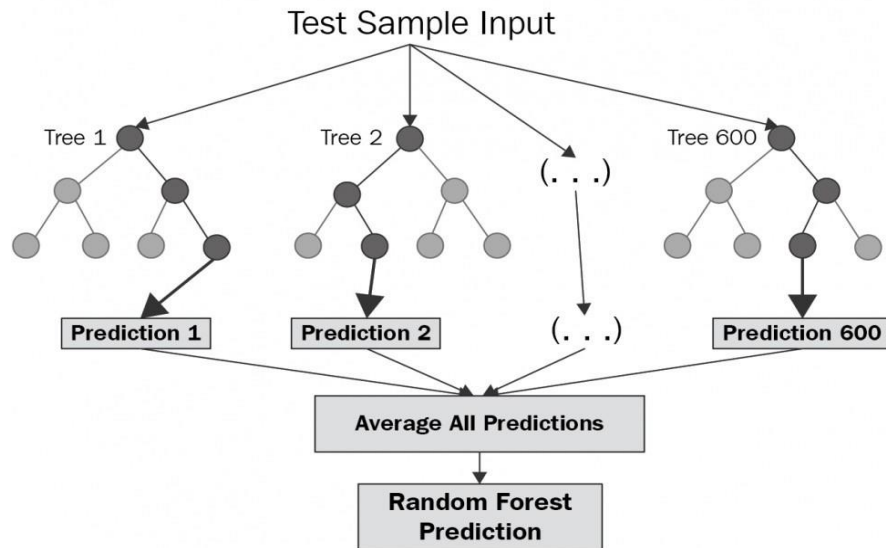 Test Sample Input
Tree 1
Tree 2
Tree 600
(. . .)
Prediction 1
Prediction 2
(. . .)
Prediction 600
Average All Predictions
Random Forest
Prediction